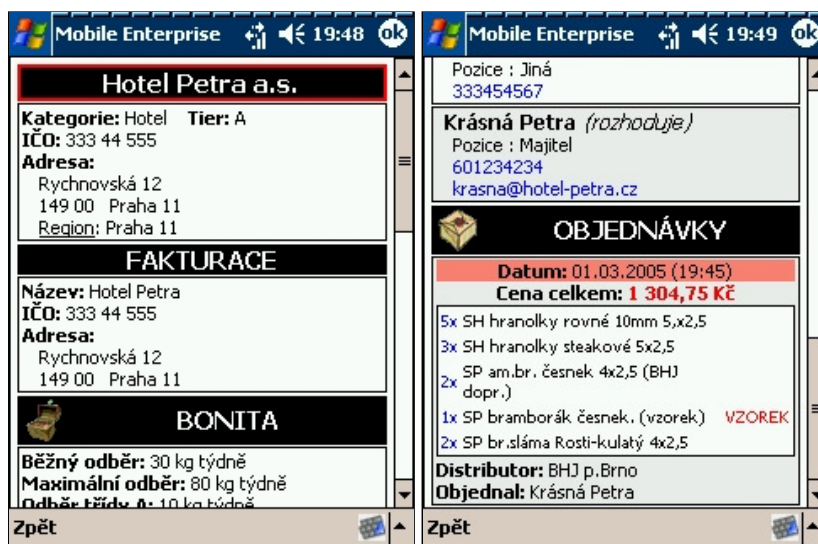 Mobile Enterprise 19:48 ok
Hotel Petra a.s.
Kategorie: Hotel Tier: A
IČO: 333 44 555
Adresa:
Rychnovská 12
149 00 Praha 11
Region: Praha 11
FAKTURACE
Název: Hotel Petra
IČO: 333 44 555
Adresa:
Rychnovská 12
149 00 Praha 11
BONITA
Běžný odběr: 30 kg týdně
Maximální odběr: 80 kg týdně
Odběr třídy A: 10 kg týdně
Zpět
Mobile Enterprise 19:49 ok
Pozice : Jiná
333454567
Krásná Petra (rozhoduje)
Pozice : Majitel
601234234
krasna@hotel-petra.cz
OBJEDNÁVKY
Datum: 01.03.2005 (19:45)
Cena celkem: 1 304,75 Kč
5x SH hranolky rovné 10mm 5,x2,5
3x SH hranolky steakové 5x2,5
2x SP am.br. česnek 4x2,5 (BHJ
dopr.)
1x SP bramborák česnek. (vzorek) VZOREK
2x SP br.sláma Rosti-kulatý 4x2,5
Distributor: BHJ p.Brno
Objednal: Krásná Petra
Zpět